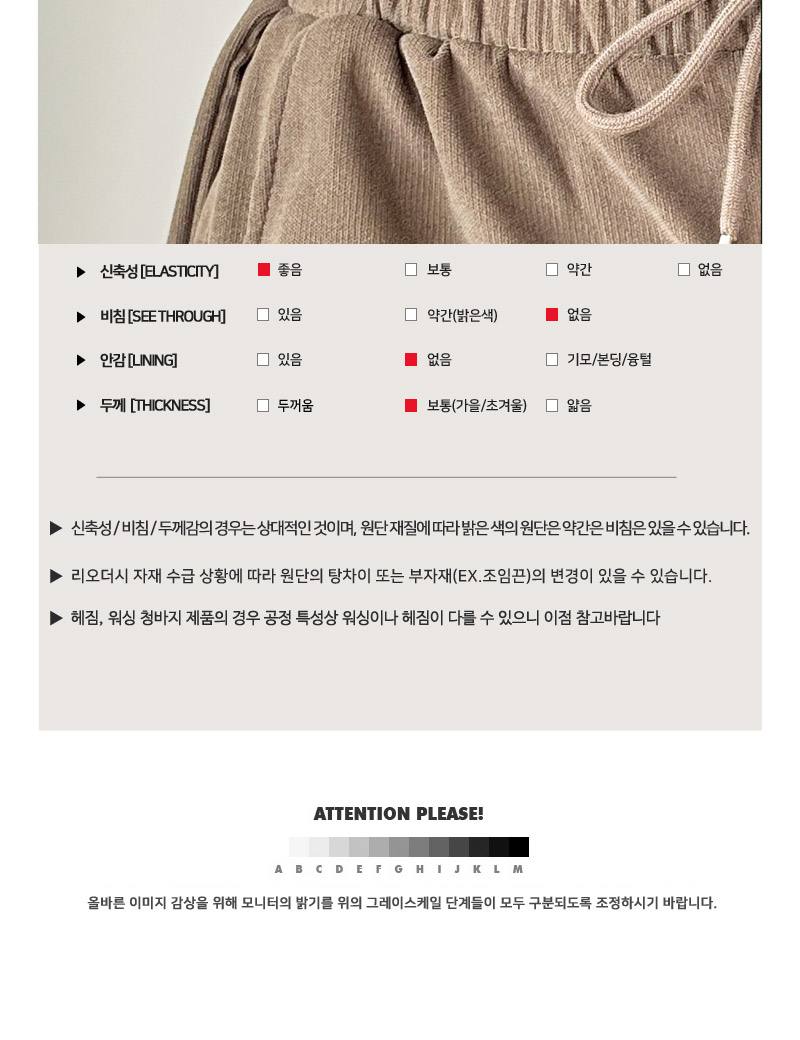 ▶ 신축성 [ELASTICITY] ■ 좋음 □ 보통 □ 약간 □ 없음
▶ 비침 [SEE THROUGH] □ 있음 □ 약간(밝은색) ■ 없음
▶ 안감 [LINING] □ 있음 ■ 없음 □ 기모/본딩/융털
▶ 두께 [THICKNESS] □ 두꺼움 ■ 보통(가을/초겨울) □ 얇음
▶ 신축성 / 비침 / 두께감의 경우는 상대적인 것이며, 원단 재질에 따라 밝은 색의 원단은 약간은 비침은 있을 수 있습니다.
▶ 리오더시 자재 수급 상황에 따라 원단의 탕차이 또는 부자재(EX.조임끈)의 변경이 있을 수 있습니다.
▶ 헤짐, 워싱 청바지 제품의 경우 공정 특성상 워싱이나 헤짐이 다를 수 있으니 이점 참고바랍니다
ATTENTION PLEASE!
A B C D E F G H I J K L M
올바른 이미지 감상을 위해 모니터의 밝기를 위의 그레이스케일 단계들이 모두 구분되도록 조정하시기 바랍니다.